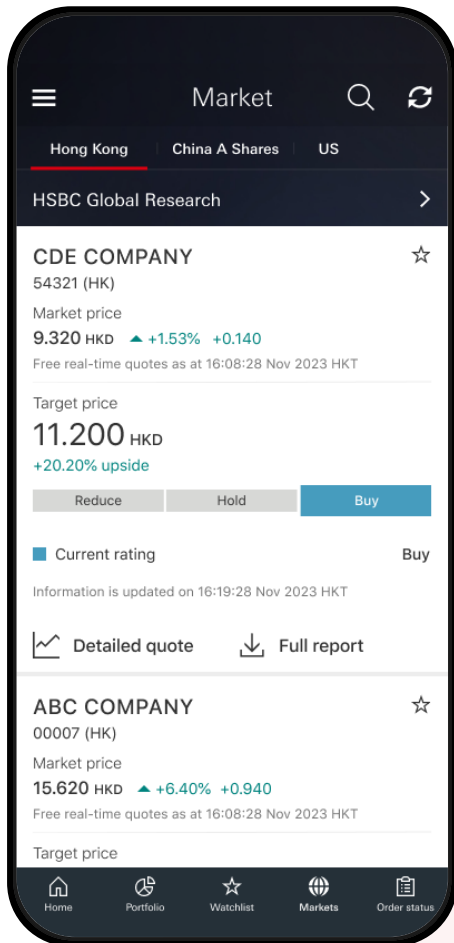 Market
Hong Kong China A Shares US
HSBC Global Research
CDE COMPANY
54321 (HK)
Market price
9.320 HKD +1.53% +0.140
Free real-time quotes as at 16:08:28 Nov 2023 HKT
Target price
11.200 HKD
+20.20% upside
Reduce Hold Buy
Current rating Buy
Information is updated on 16:19:28 Nov 2023 HKT
Detailed quote Full report
ABC COMPANY
00007 (HK)
Market price
15.620 HKD +6.40% +0.940
Free real-time quotes as at 16:08:28 Nov 2023 HKT
Target price
Home Portfolio Watchlist Markets Order status